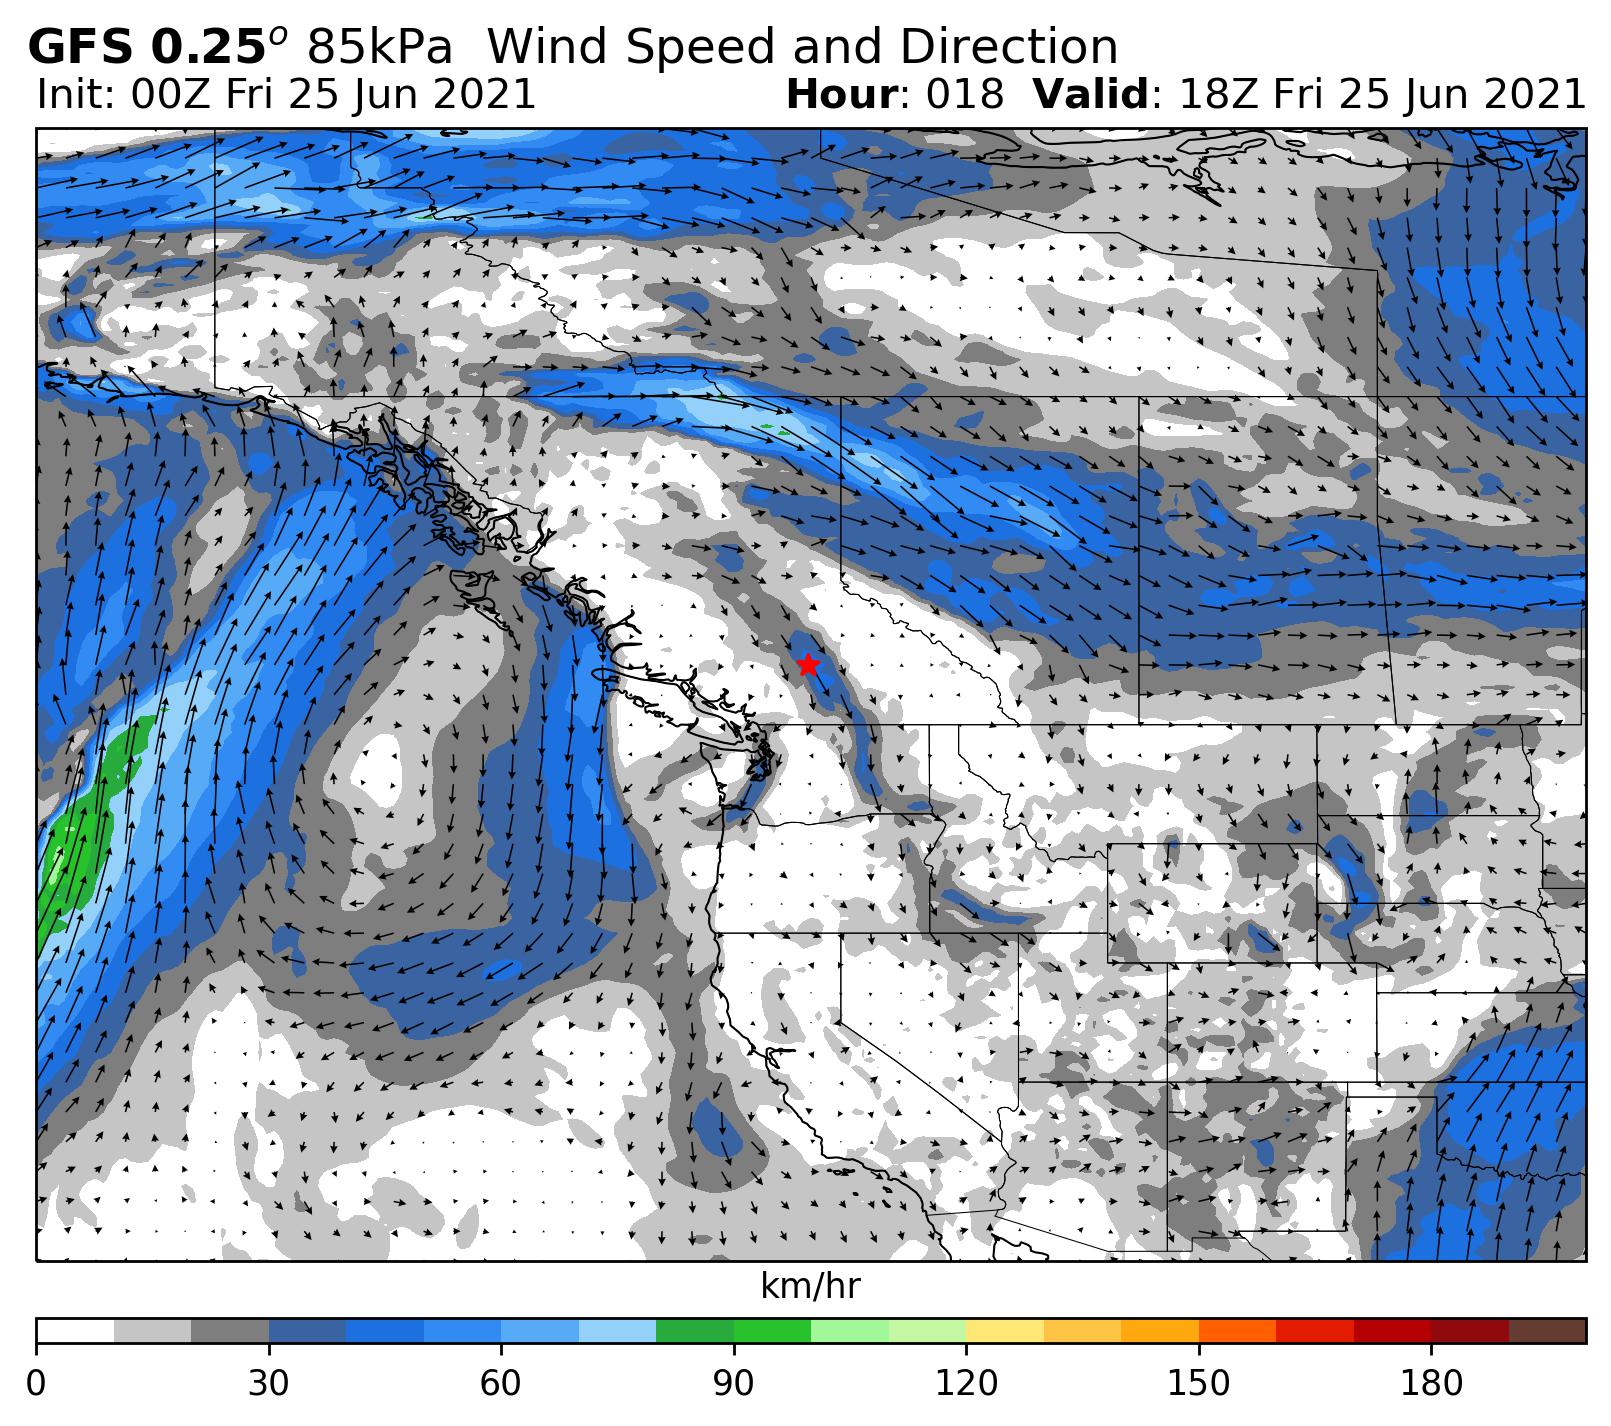 GFS 0.25o 85kPa Wind Speed and Direction
Init: 00Z Fri 25 Jun 2021 Hour: 018 Valid: 18Z Fri 25 Jun 2021
km/hr
0 30 60 90 120 150 180